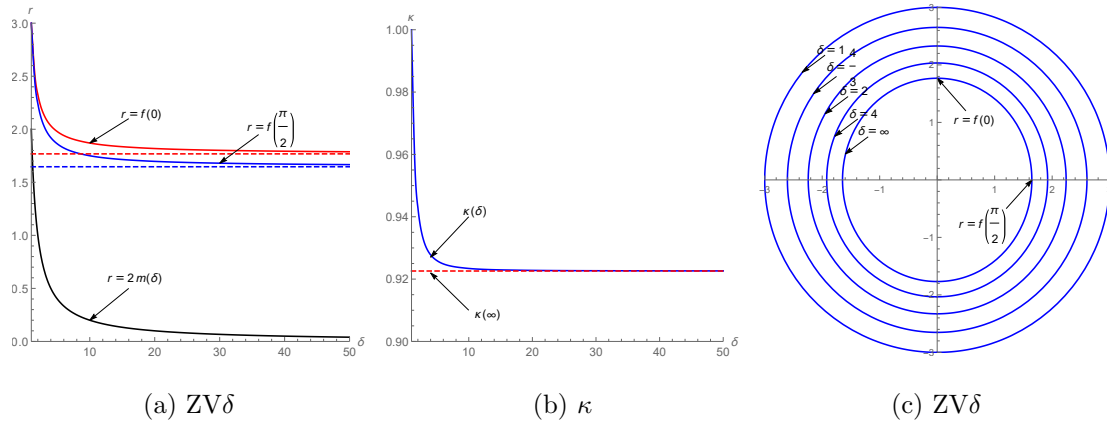 r
3.0
2.5
2.0
1.5
1.0
0.5
0.0
10
20
30
40
50
δ
r = f(0)
r = f(π/2)
r = 2 m(δ)
(a) ZVδ
κ
1.00
0.98
0.96
0.94
0.92
0.90
10
20
30
40
50
δ
κ(δ)
κ(∞)
(b) κ
3
2
1
-1
-2
-3
-3
-2
-1
1
2
3
δ = 1
δ = 4/3
δ = 2
δ = 4
δ = ∞
r = f(0)
r = f(π/2)
(c) ZVδ